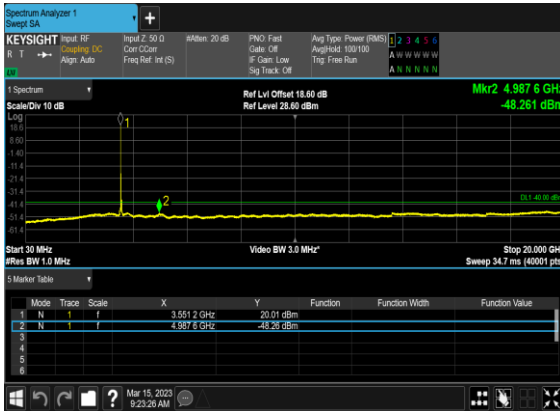 Spectrum Analyzer 1
Swept SA
+
KEYSIGHT Input: RF Input Z: 50 Ω #Atten: 20 dB PNO: Fast Avg Type: Power (RMS) 1 2 3 4 5 6
R T Coupling: DC Corr CCorr Gate: Off Avg|Hold: 100/100 A W W W W W
Align: Auto Freq Ref: Int (S) IF Gain: Low Trig: Free Run
Sig Track: Off A N N N N N
LXI
1 Spectrum Ref Lvl Offset 18.60 dB Mkr2 4.987 6 GHz
Scale/Div 10 dB Ref Level 28.60 dBm -48.261 dBm
Log
18.6
8.60
-1.40
-11.4
-21.4
-31.4
-41.4
-51.4
-61.4
1
2
DL1 -40.00 dBm
Start 30 MHz Video BW 3.0 MHz* Stop 20.000 GHz
#Res BW 1.0 MHz Sweep 34.7 ms (40001 pts)
5 Marker Table
Mode Trace Scale X Y Function Function Width Function Value
1 N 1 f 3.551 2 GHz 20.01 dBm
2 N 1 f 4.987 6 GHz -48.26 dBm
3
4
5
6
? Mar 15, 2023
9:23:26 AM